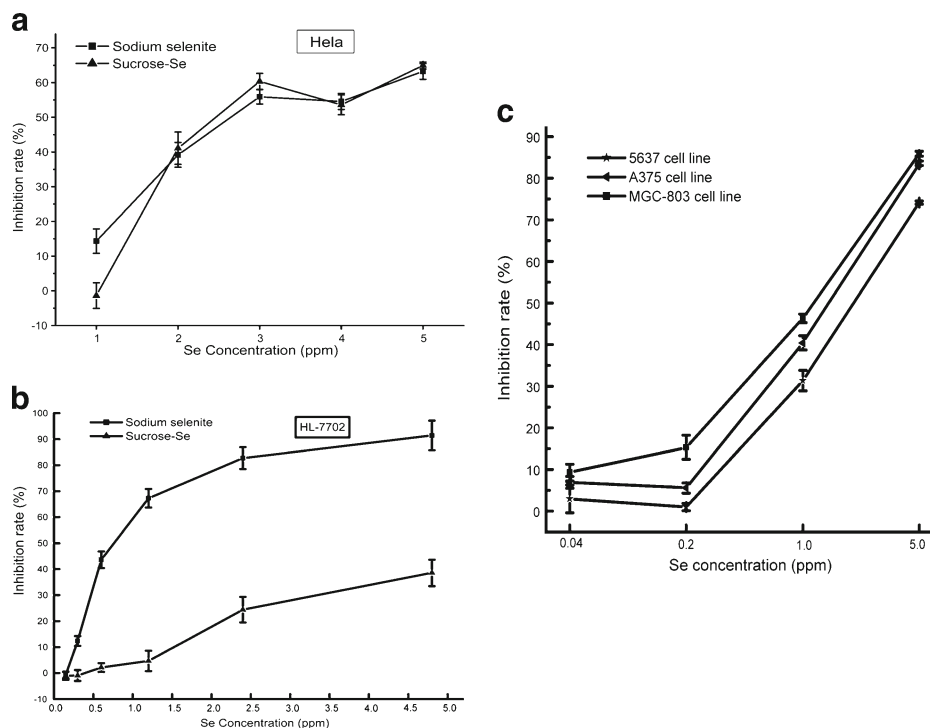 a
Hela
Sodium selenite
Sucrose-Se
70
60
50
40
30
20
10
0
-10
Inhibition rate (%)
1 2 3 4 5
Se Concentration (ppm)
b
HL-7702
Sodium selenite
Sucrose-Se
100
90
80
70
60
50
40
30
20
10
0
-10
Inhibition rate (%)
0.0 0.5 1.0 1.5 2.0 2.5 3.0 3.5 4.0 4.5 5.0
Se Concentration (ppm)
c
5637 cell line
A375 cell line
MGC-803 cell line
90
80
70
60
50
40
30
20
10
0
Inhibition rate (%)
0.04 0.2 1.0 5.0
Se concentration (ppm)